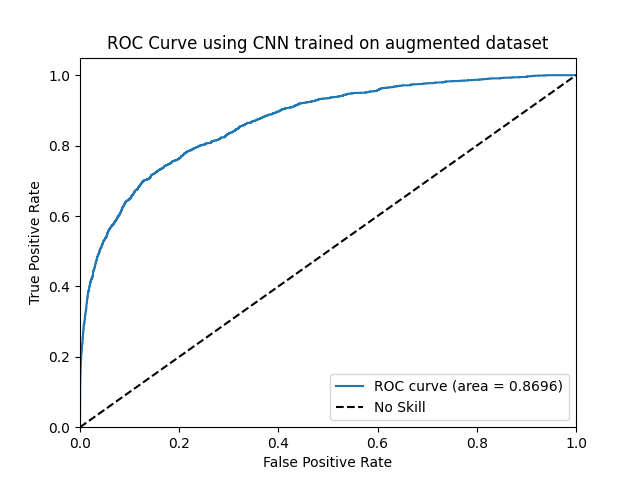 ROC Curve using CNN trained on augmented dataset
1.0
0.8
0.6
0.4
0.2
0.0
True Positive Rate
ROC curve (area = 0.8696)
No Skill
0.0 0.2 0.4 0.6 0.8 1.0
False Positive Rate